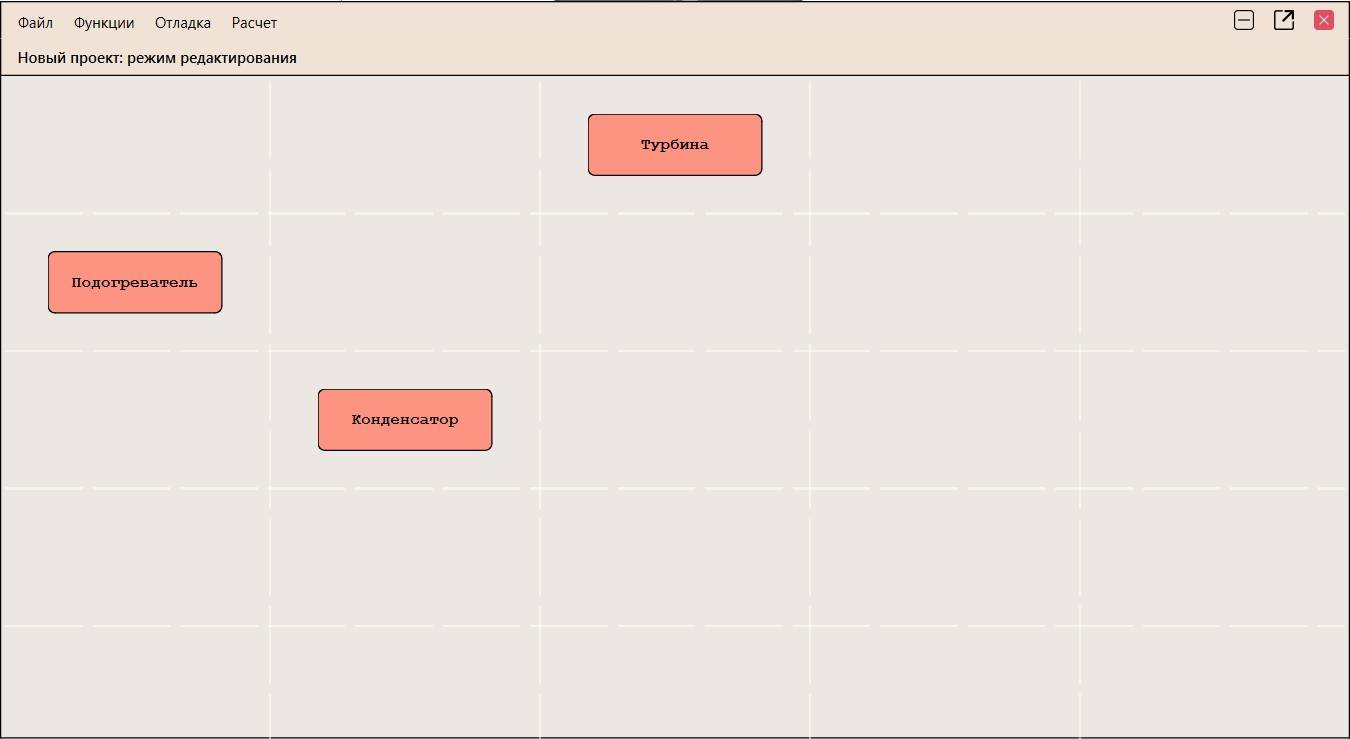 Файл Функции Отладка Расчет
Новый проект: режим редактирования
Турбина
Подогреватель
Конденсатор